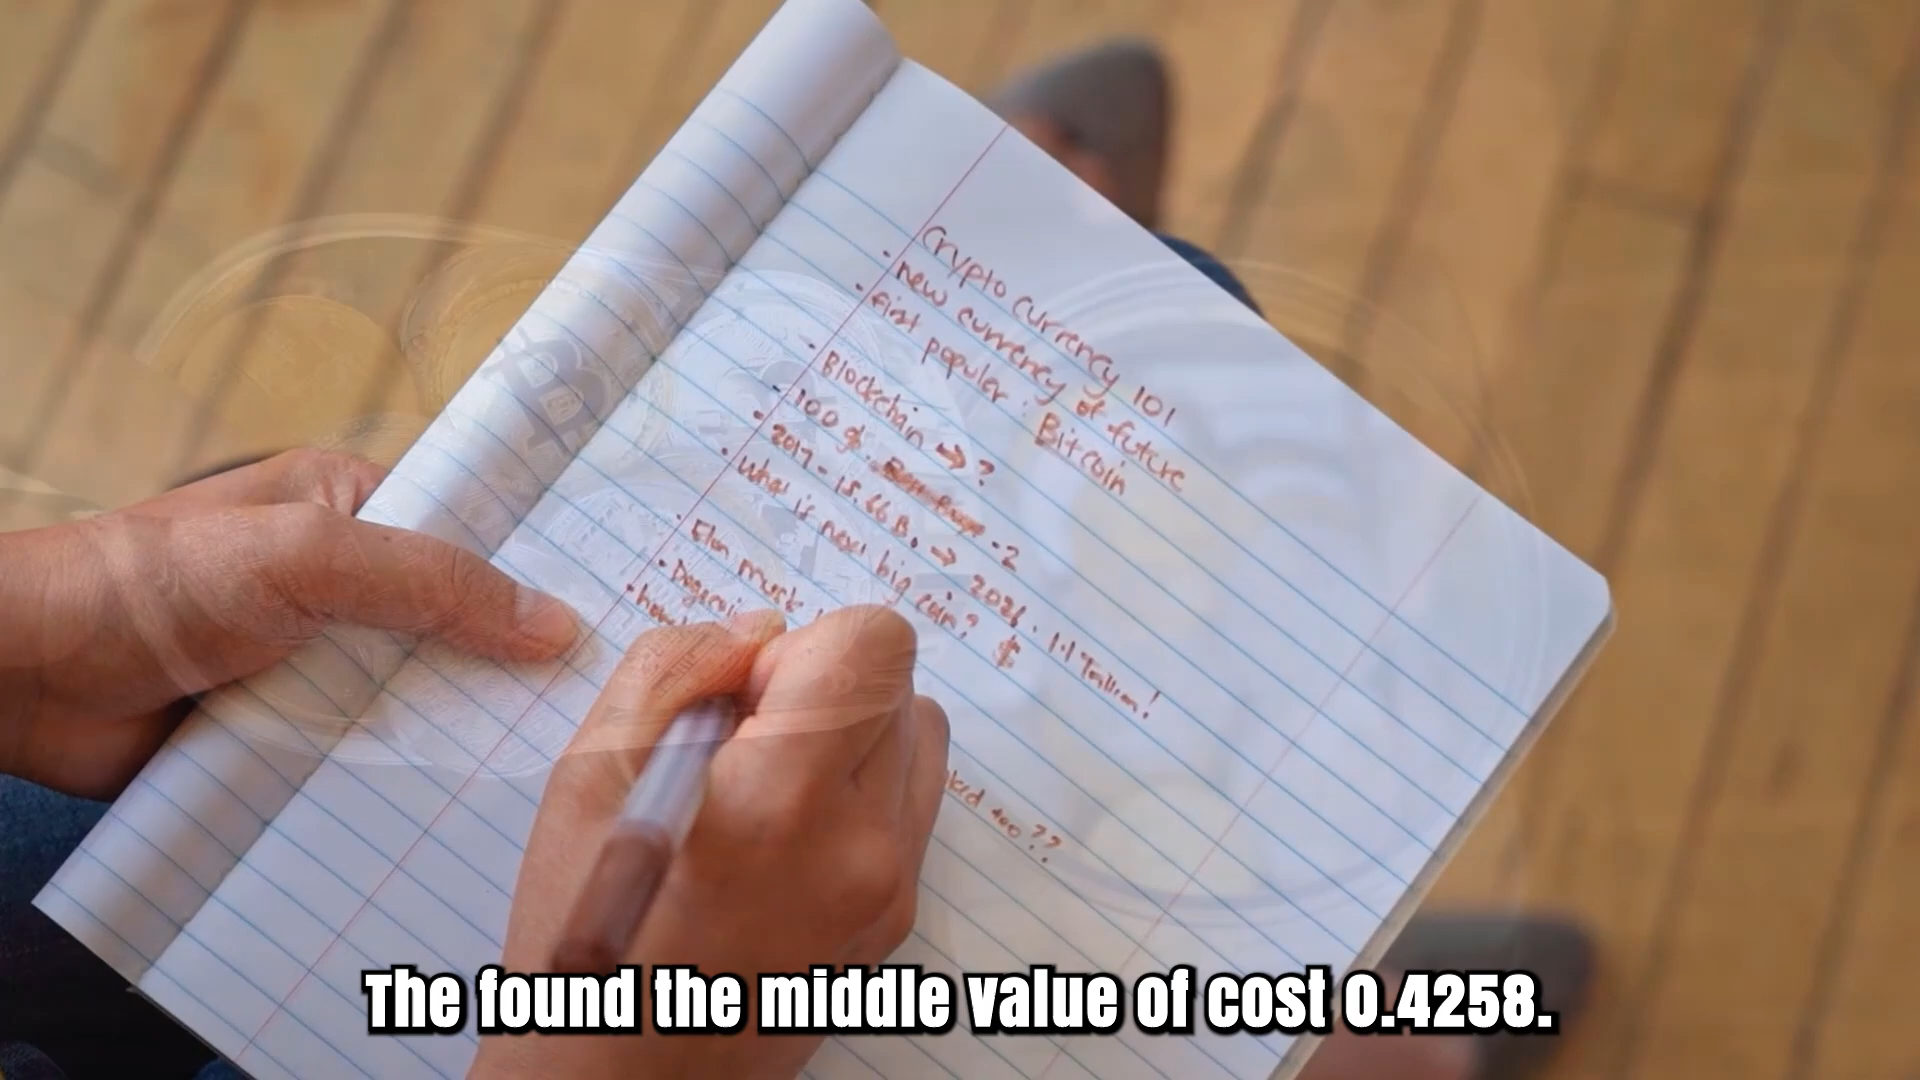 Crypto Currency 101
- new currency of future
- first popular : Bitcoin
- Blockchain → ?
- 100 $.
- 2017 - 15.66 B. → 2021 . 1.1 Trillion!
- What is next big coin? $
- Elon musk
- Dogecoin
??
The found the middle value of cost 0.4258.